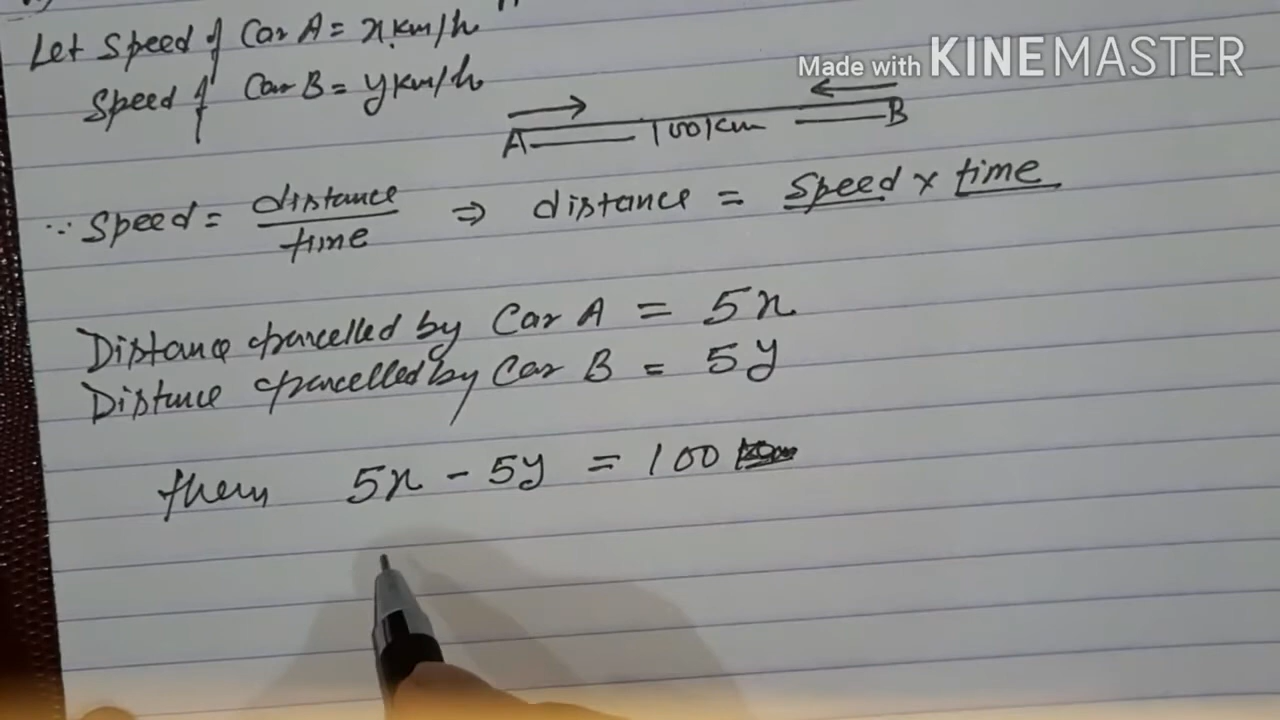 Let Speed of Car A = x km/h
Made with KINEMASTER
Speed of Car B = y km/h
A 100 km B
∵ Speed = distance/time ⇒ distance = Speed × time
Distance travelled by Car A = 5x
Distance travelled by Car B = 5y
then 5x - 5y = 100